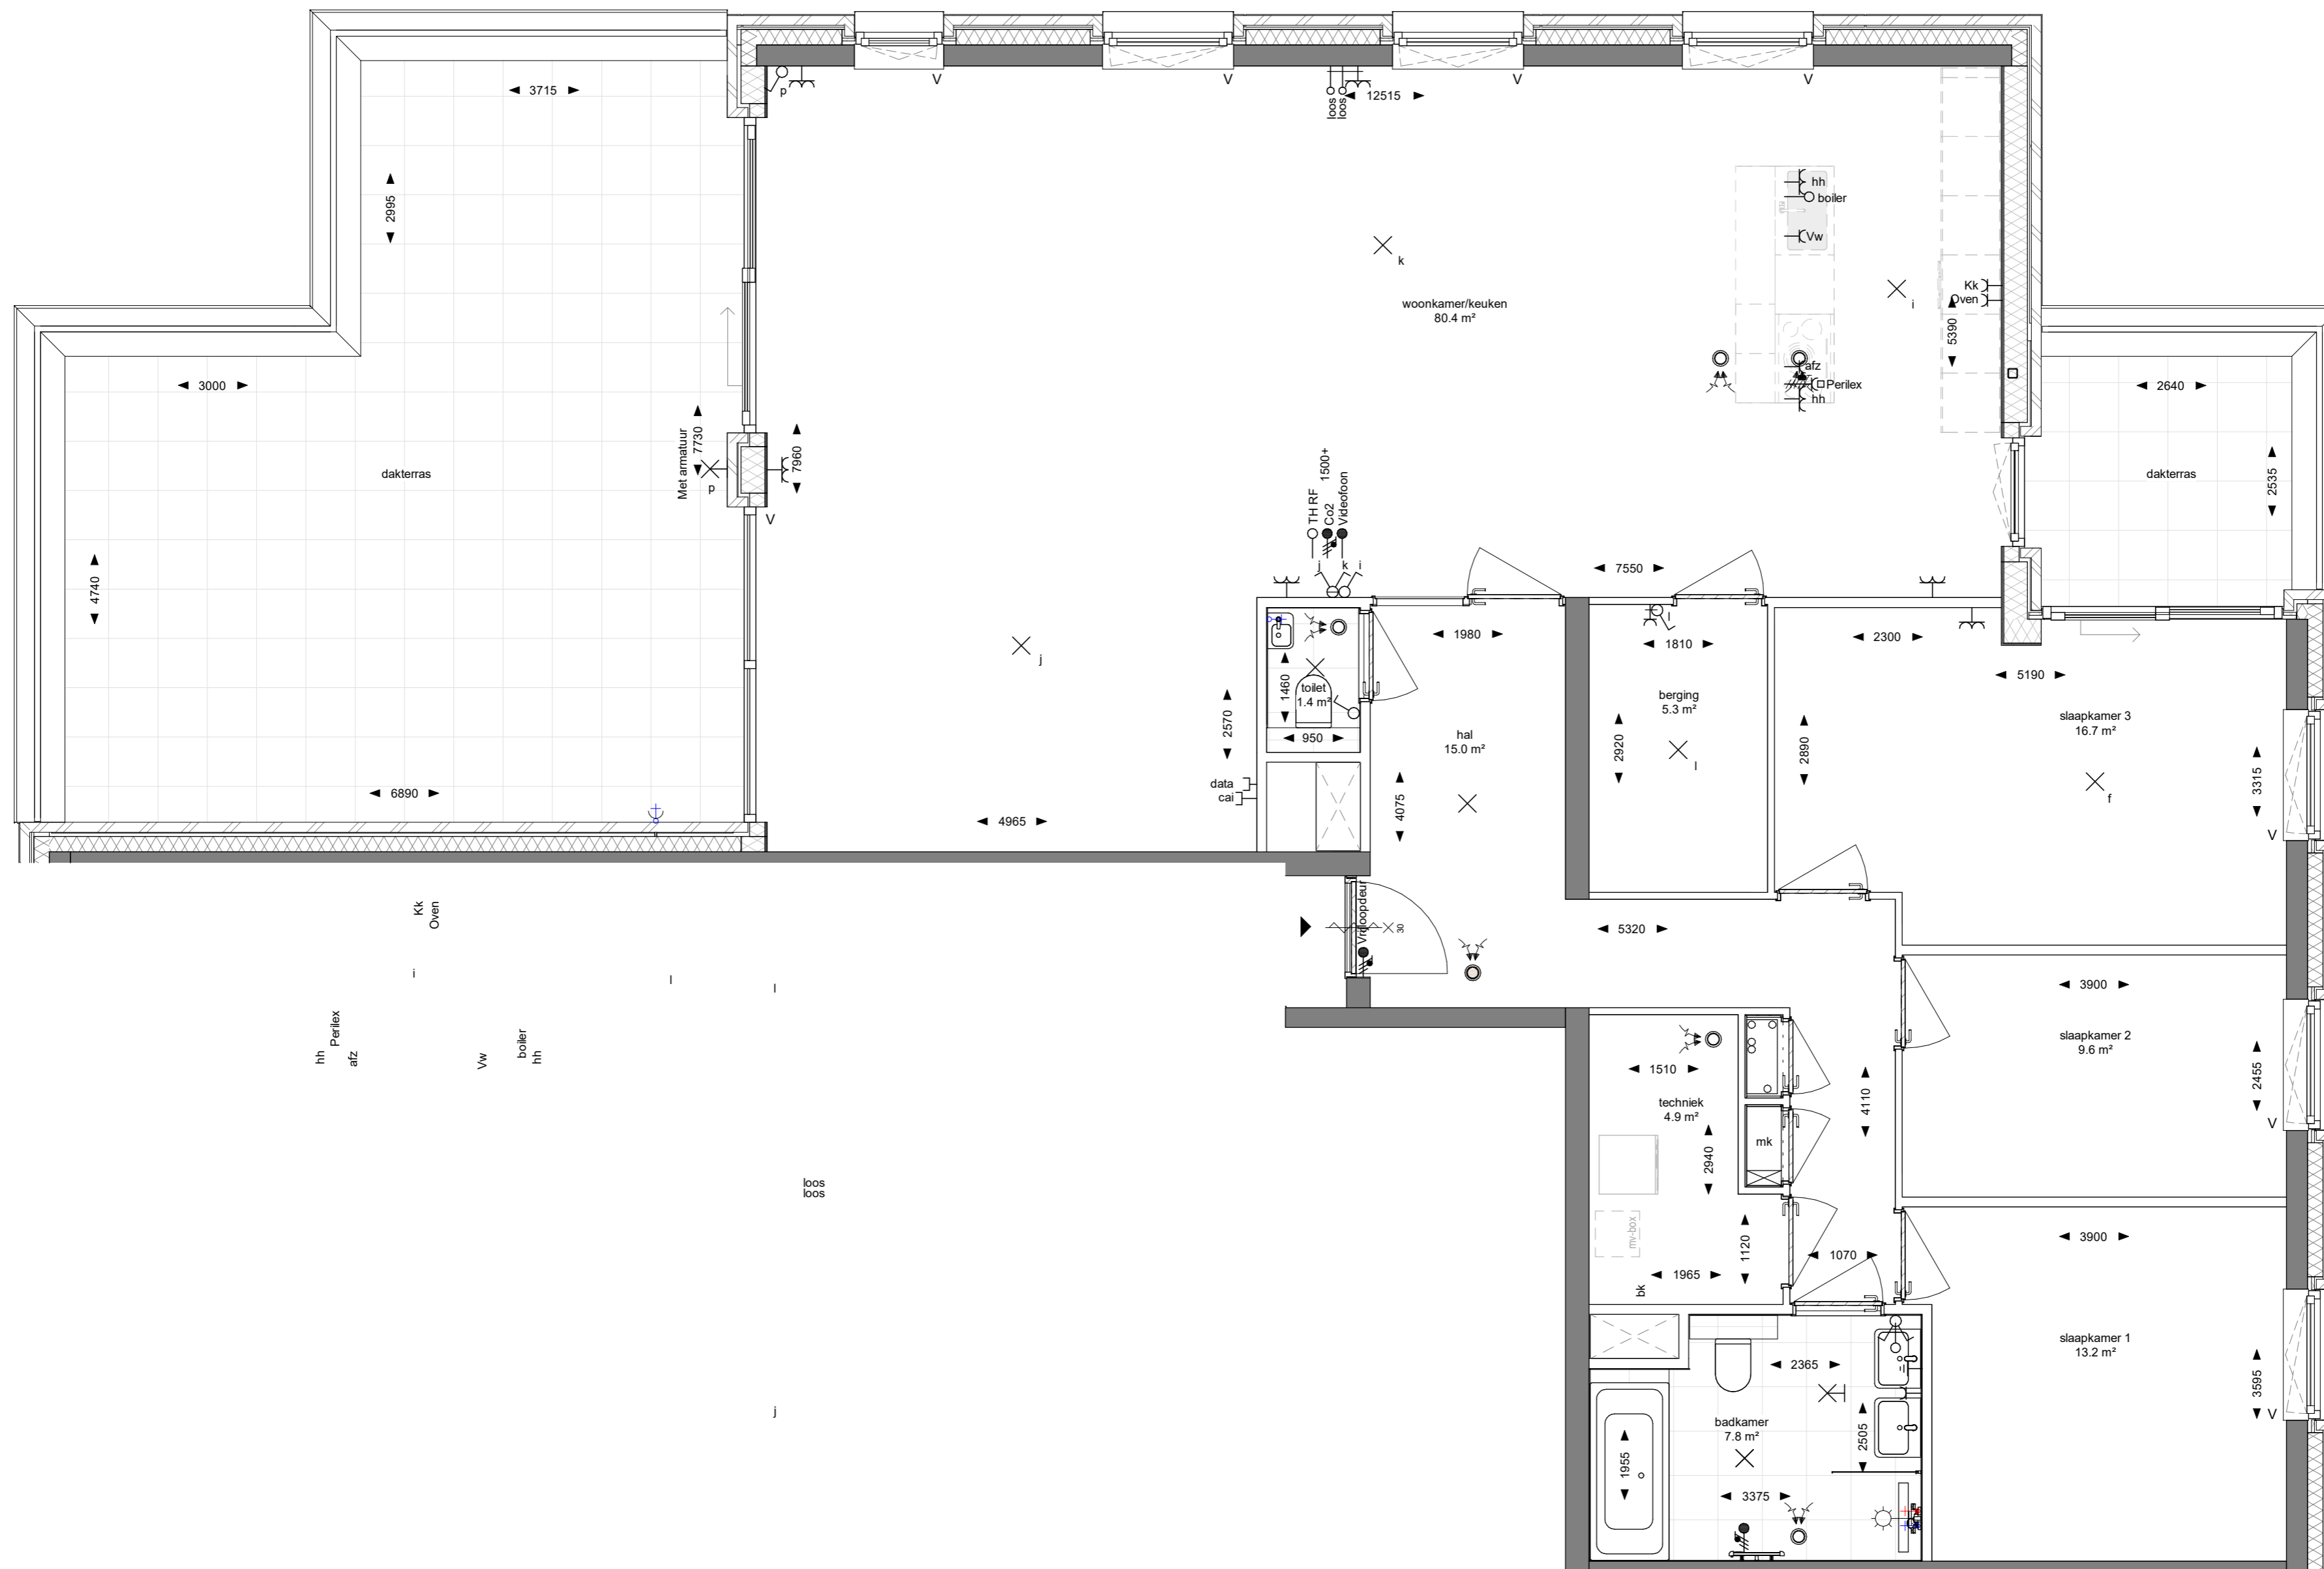 V
V
V
V
3715
p
loos
loos
12515
2995
hh
boiler
Vw
k
i
woonkamer/keuken
80.4 m²
Kk
Oven
5390
afz
Perilex
hh
3000
2640
Met armatuur
7730
7960
p
V
dakterras
dakterras
2535
1500+
TH RF
Co2
Videofoon
j
k
i
7550
4740
j
1980
l
1810
2300
5190
1460
toilet
1.4 m²
950
2570
hal
15.0 m²
berging
5.3 m²
2920
l
2890
slaapkamer 3
16.7 m²
f
3315
V
data
cai
4075
6890
4965
Vrijloopdeur
30
5320
Kk
Oven
i
l
l
hh
Perilex
afz
Vw
boiler
hh
loos
loos
j
3900
slaapkamer 2
9.6 m²
2455
V
1510
techniek
4.9 m²
mk
2940
4110
mv-box
1120
1965
bk
1070
3900
slaapkamer 1
13.2 m²
3595
V
2365
badkamer
7.8 m²
2505
1955
3375